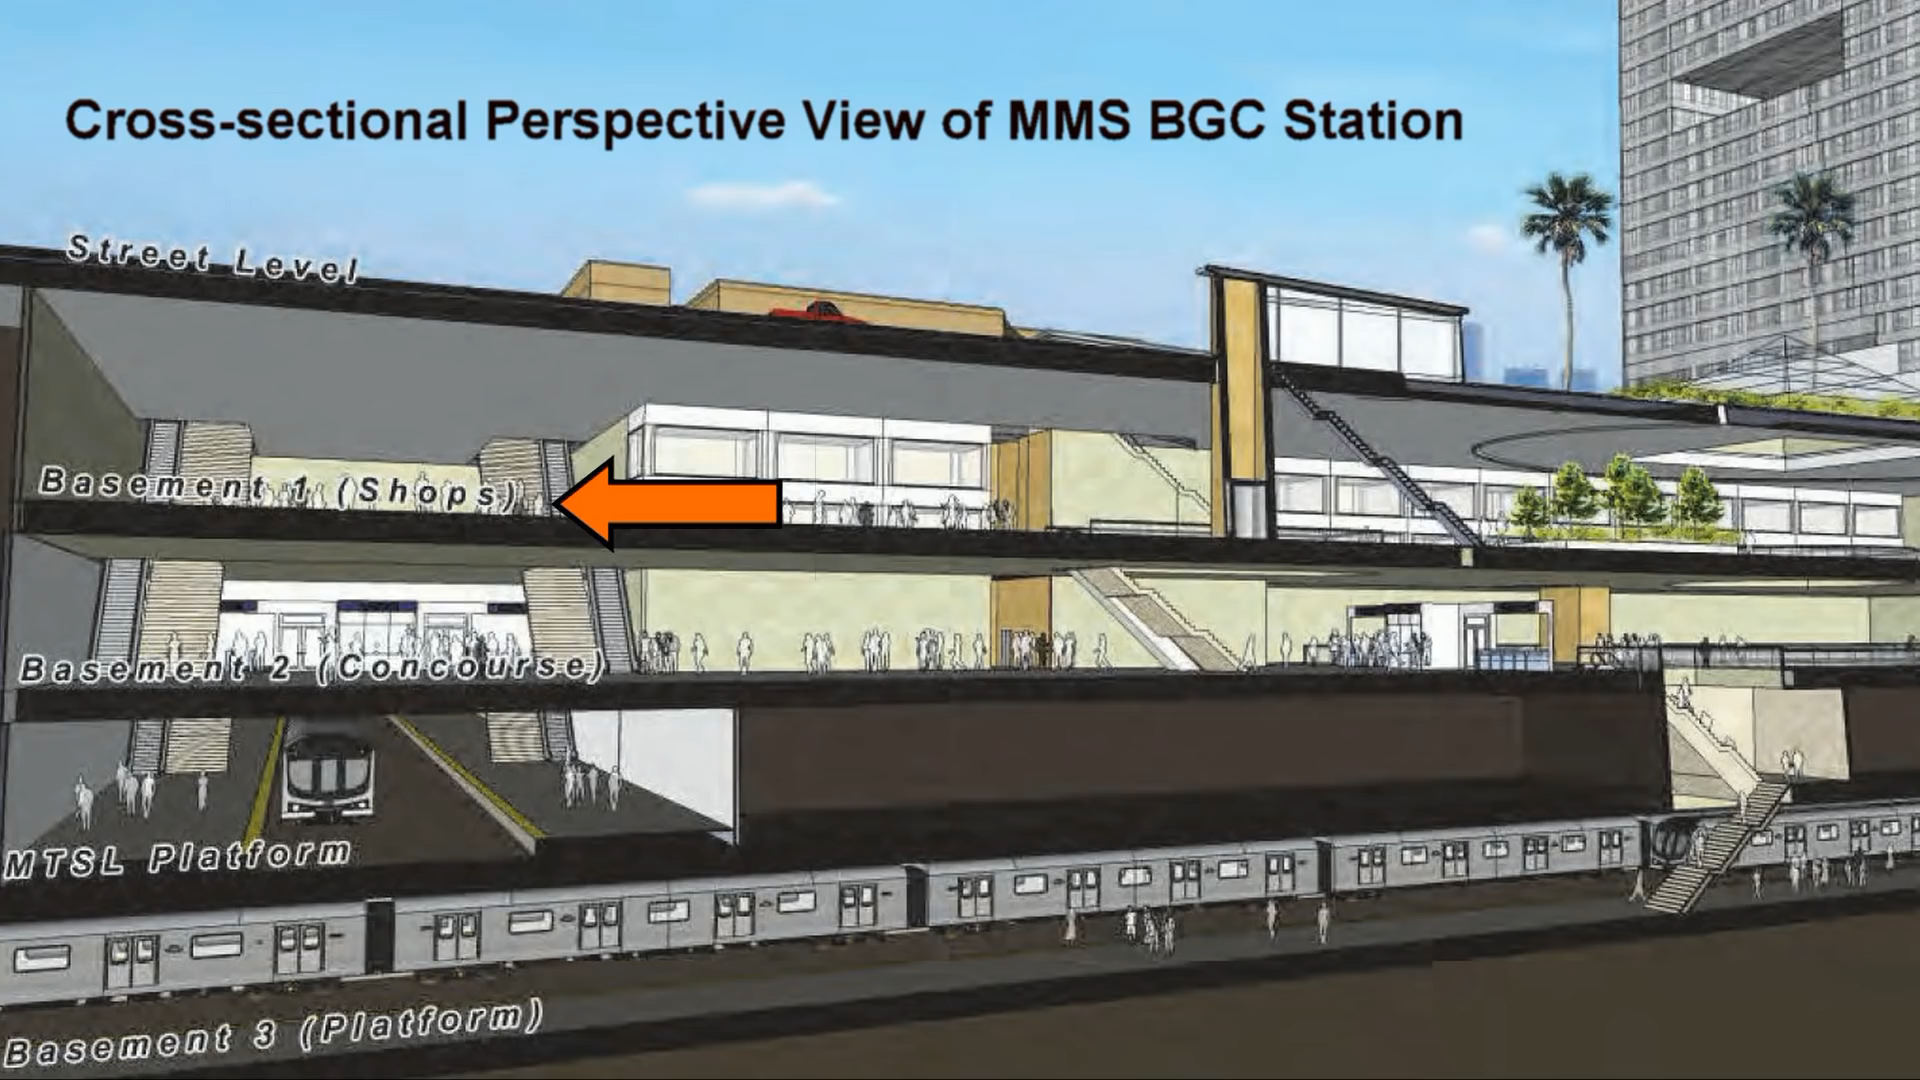 Cross-sectional Perspective View of MMS BGC Station
Street Level
Basement 1 (Shops)
Basement 2 (Concourse)
MTSL Platform
Basement 3 (Platform)